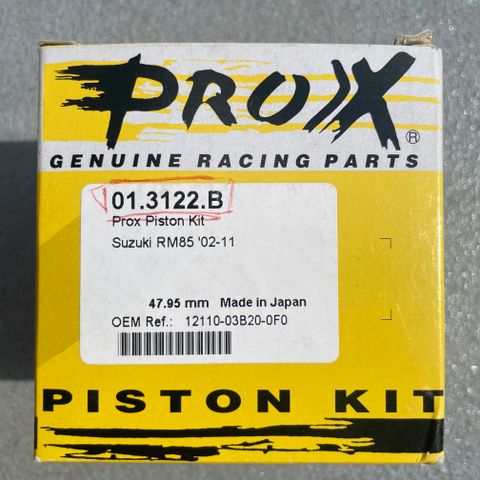 PROX®
GENUINE RACING PARTS
01.3122.B
Prox Piston Kit
Suzuki RM85 '02-11
47.95 mm Made in Japan
OEM Ref.: 12110-03B20-0F0
PISTON KIT